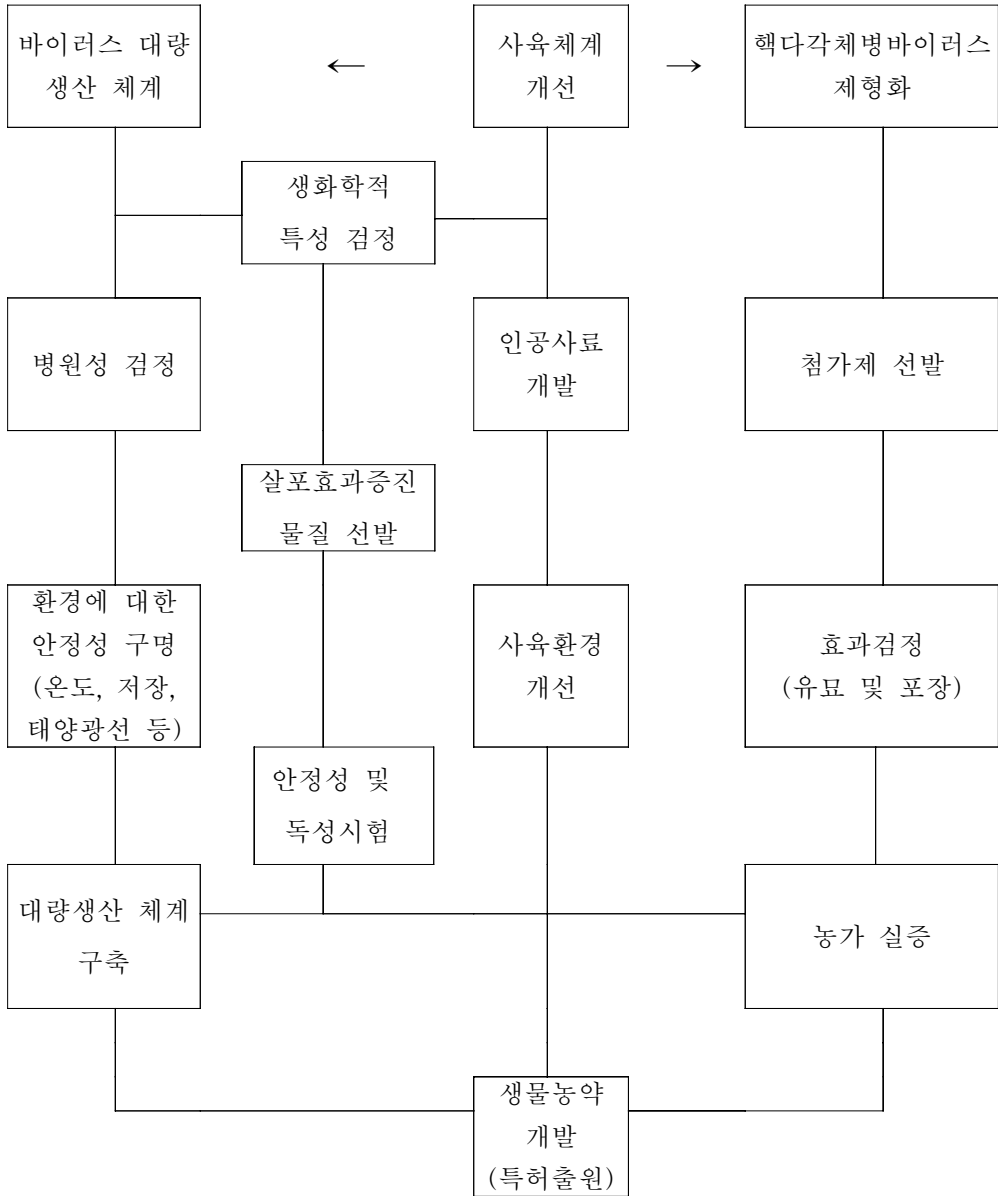 바이러스 대량
생산 체계
←
사육체계
개선
→
핵다각체병바이러스
제형화
생화학적
특성 검정
병원성 검정
인공사료
개발
첨가제 선발
살포효과증진
물질 선발
환경에 대한
안정성 구명
(온도, 저장,
태양광선 등)
사육환경
개선
효과검정
(유묘 및 포장)
안정성 및
독성시험
대량생산 체계
구축
농가 실증
생물농약
개발
(특허출원)